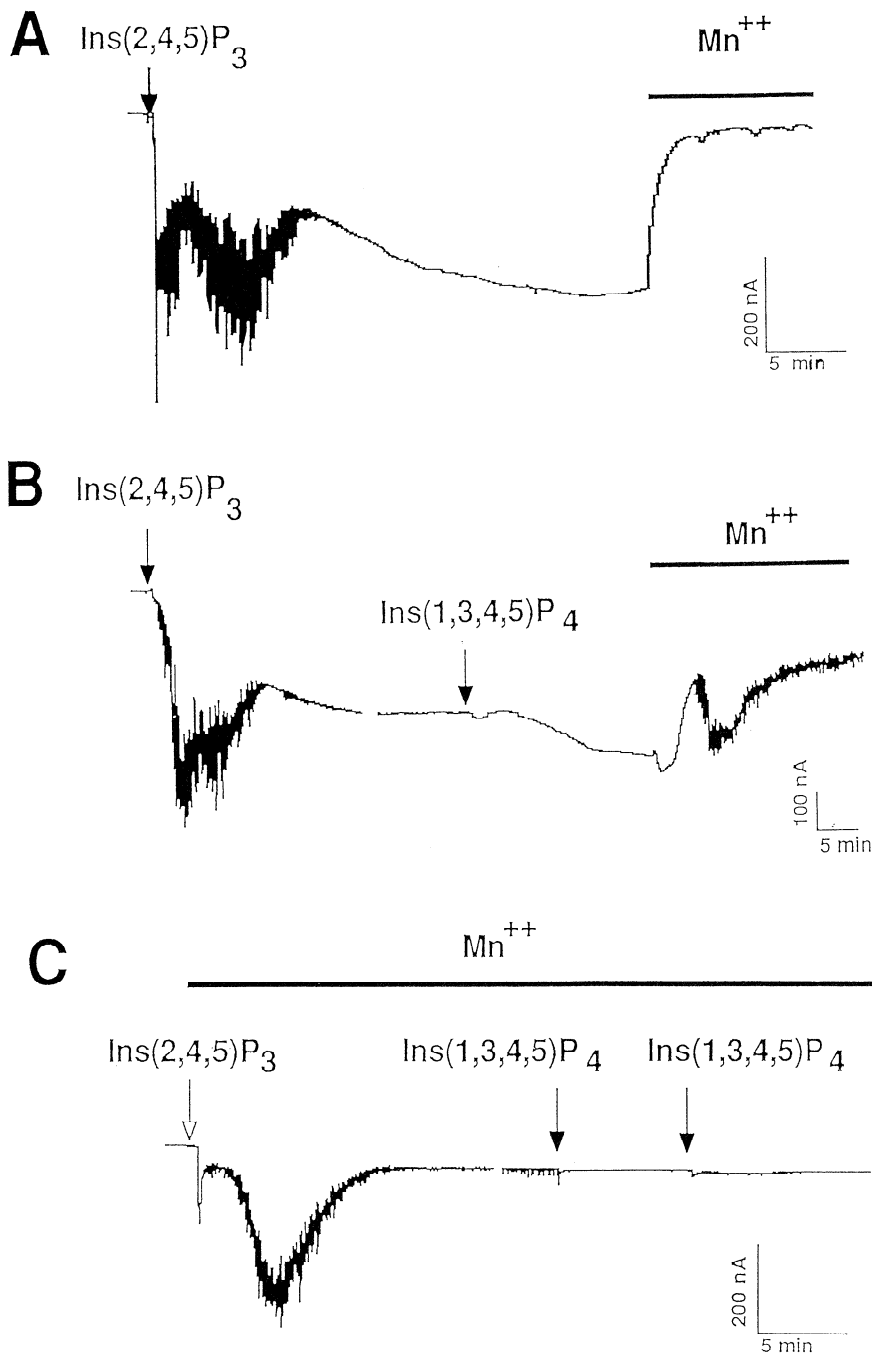 A
Ins(2,4,5)P3
Mn++
200 nA
5 min
B
Ins(2,4,5)P3
Mn++
Ins(1,3,4,5)P4
100 nA
5 min
C
Mn++
Ins(2,4,5)P3 Ins(1,3,4,5)P4 Ins(1,3,4,5)P4
200 nA
5 min